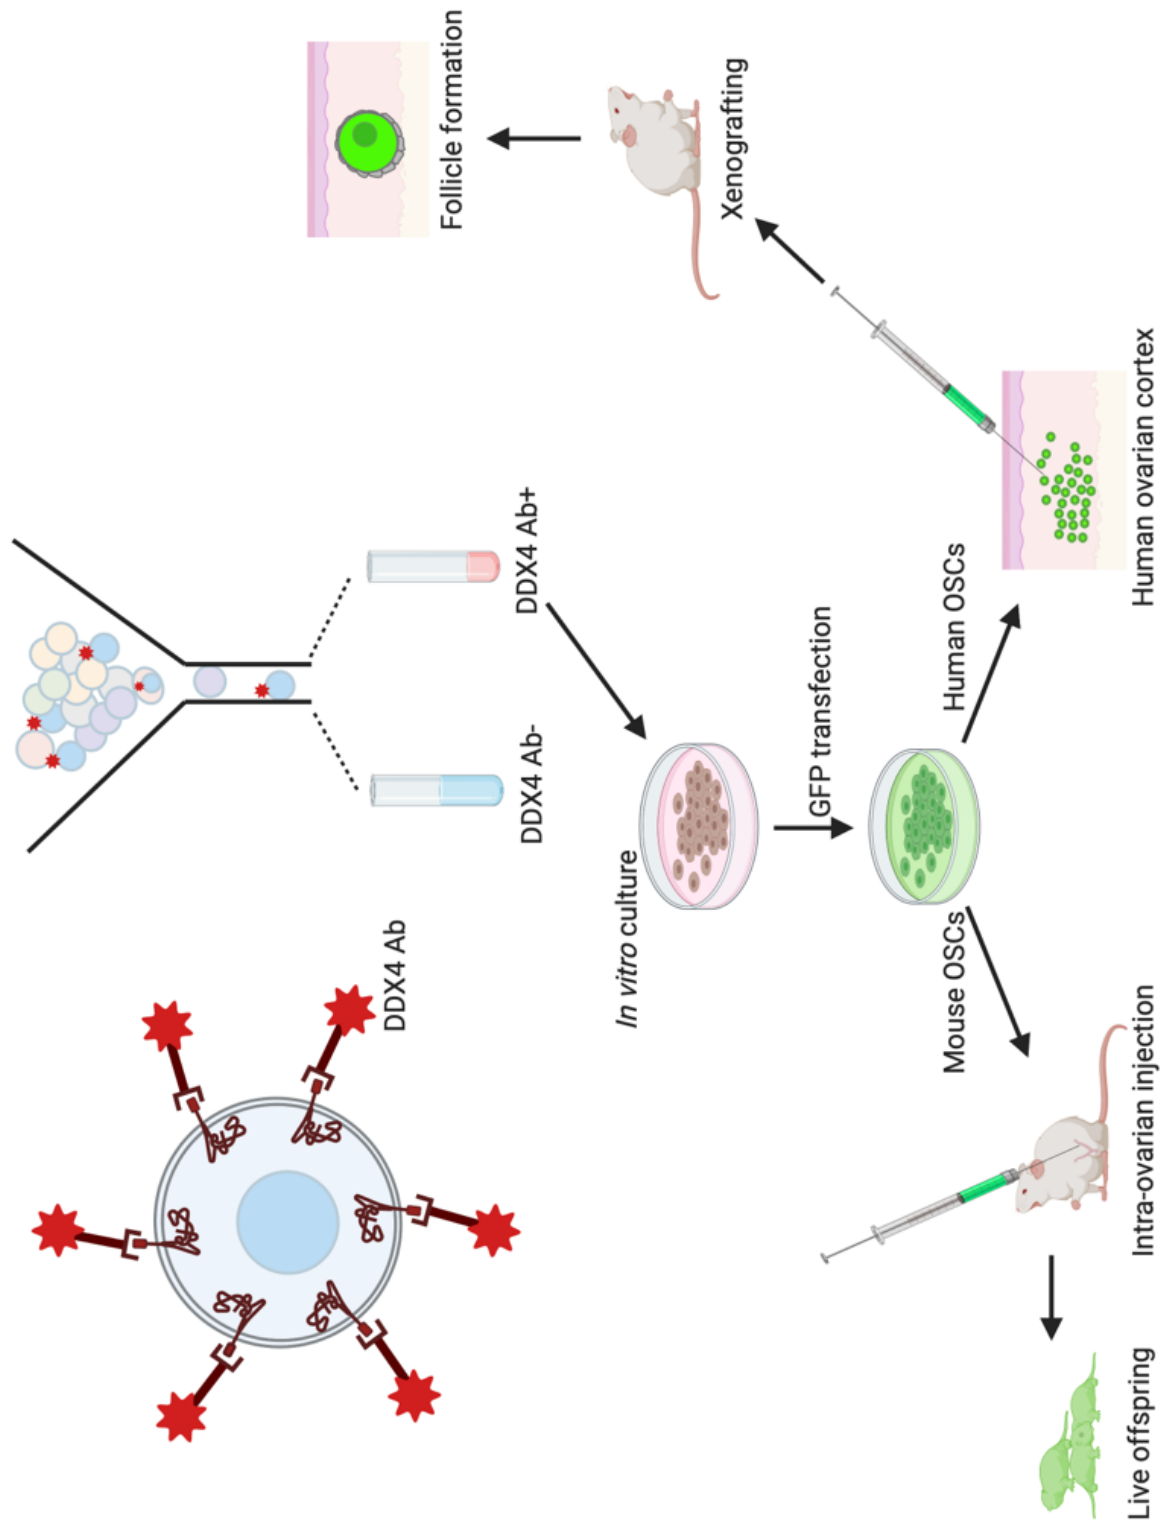 DDX4 Ab
DDX4 Ab-
DDX4 Ab+
In vitro culture
GFP transfection
Mouse OSCs
Human OSCs
Live offspring
Intra-ovarian injection
Human ovarian cortex
Xenografting
Follicle formation